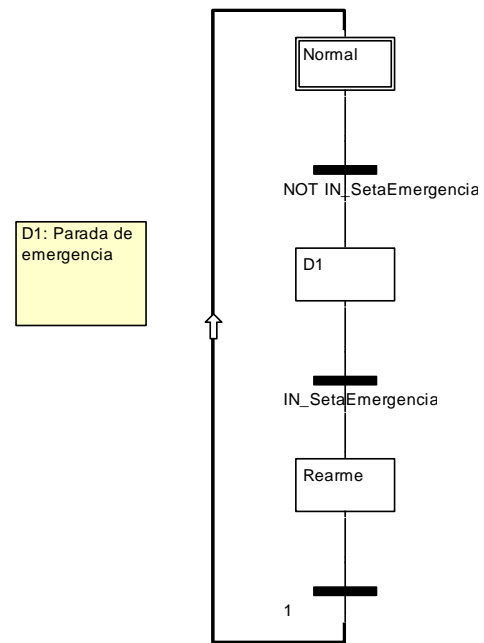 Normal
NOT IN_SetaEmergencia
D1: Parada de
emergencia
D1
IN_SetaEmergencia
Rearme
1